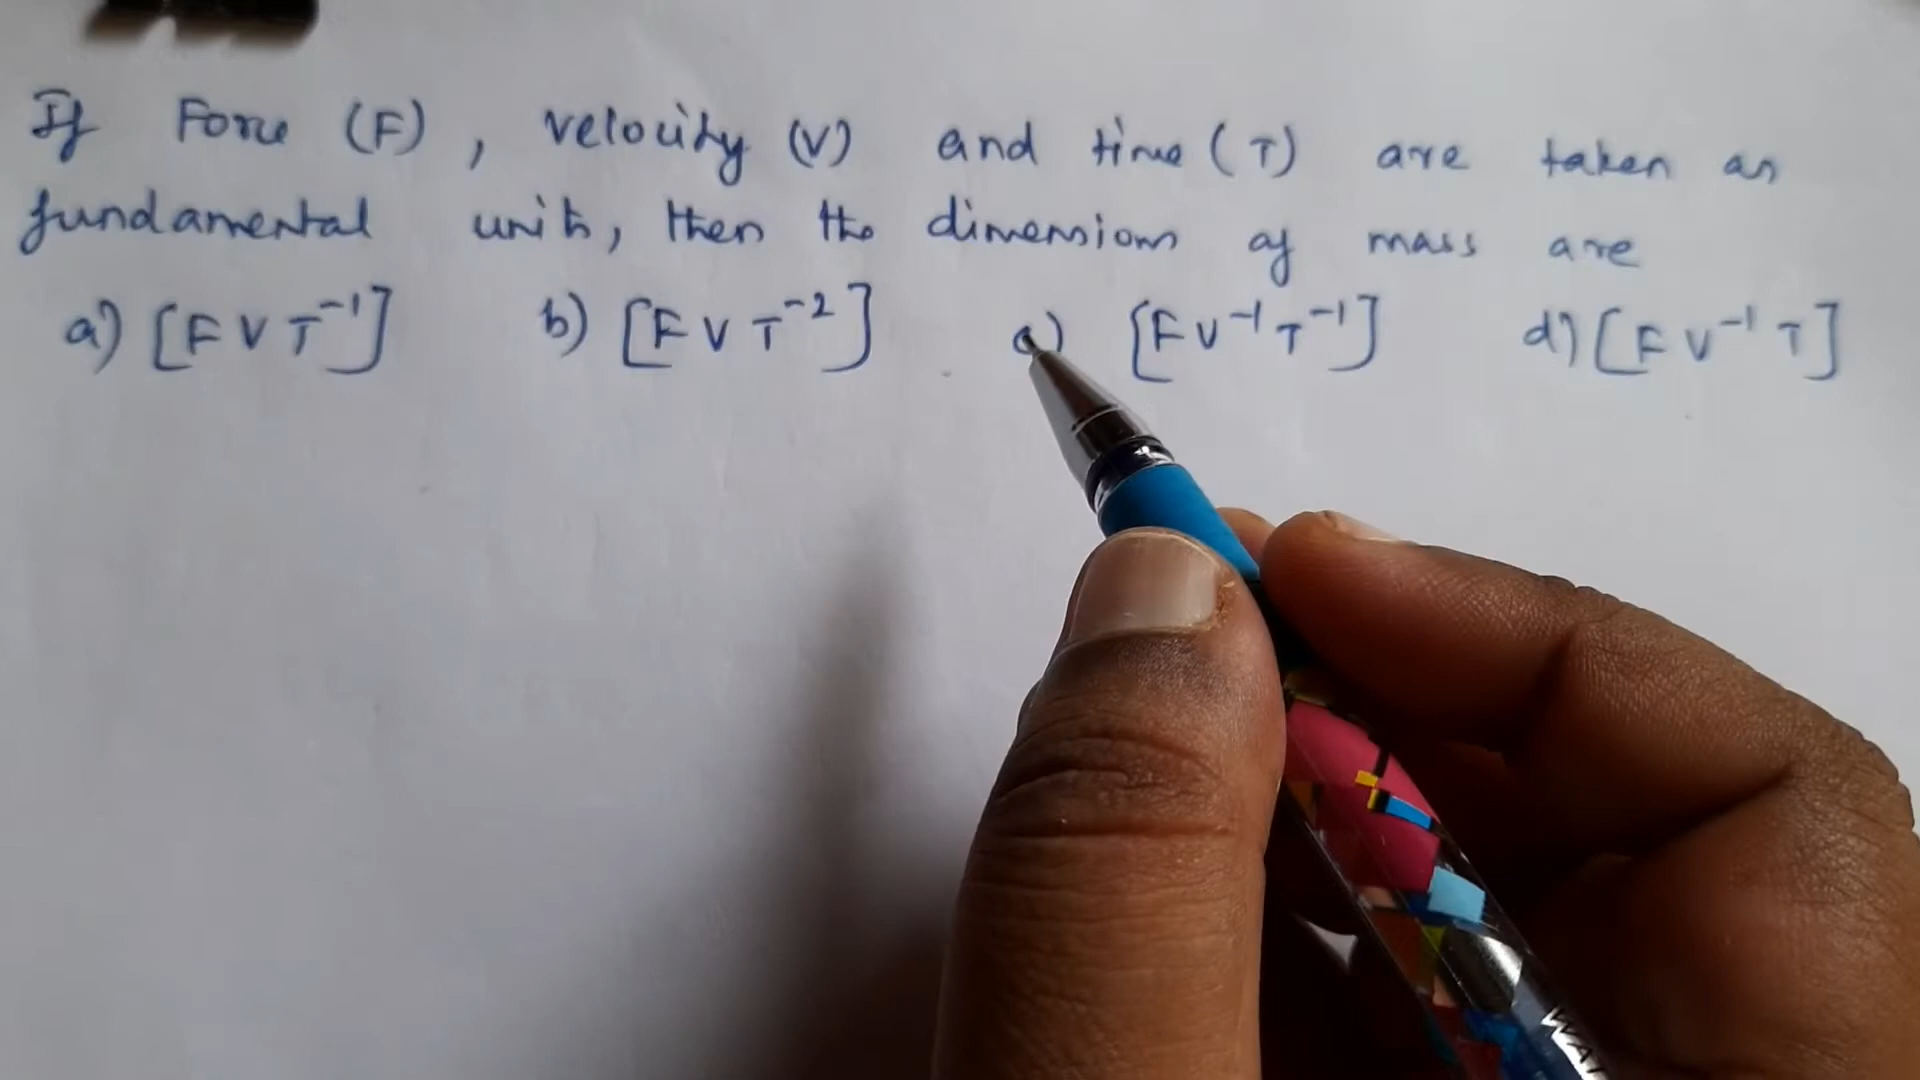 If Force (F), velocity (V) and time (T) are taken as
fundamental units, then the dimensions of mass are
a) [F V T⁻¹] b) [F V T⁻²] c) [F V⁻¹ T⁻¹] d) [F V⁻¹ T]